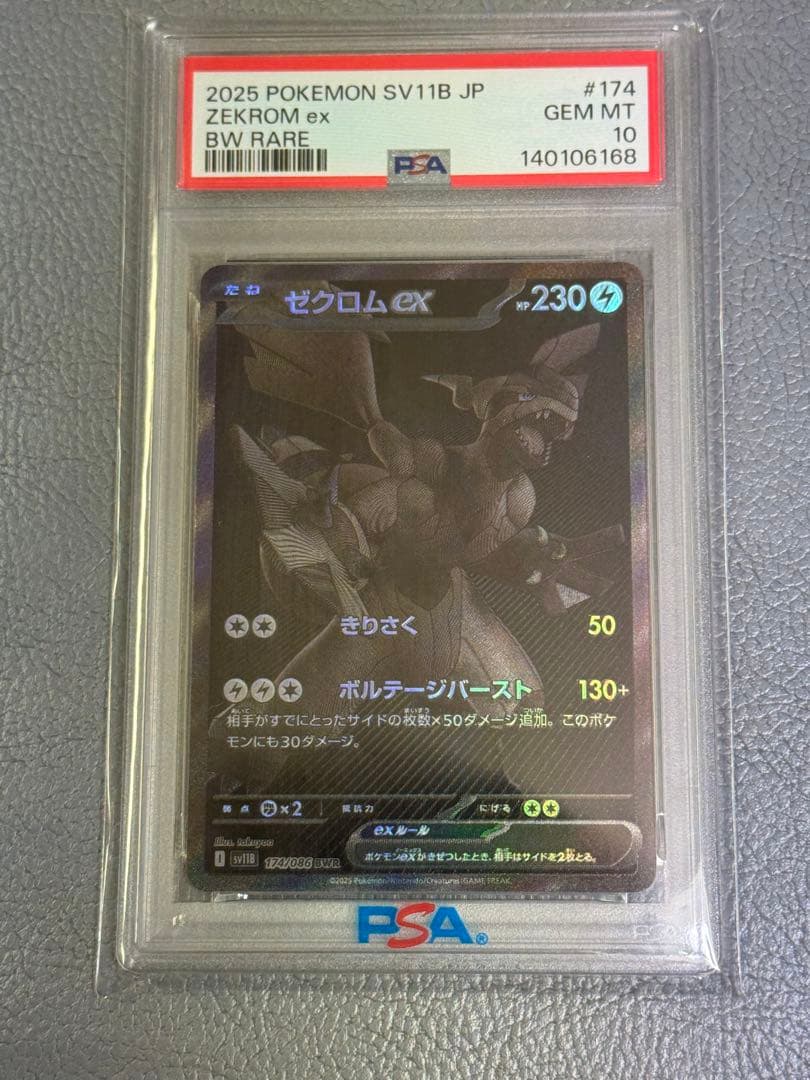 2025 POKEMON SV11B JP #174
ZEKROM ex GEM MT
BW RARE 10
PSA 140106168
たね ゼクロムex HP230
きりさく 50
ボルテージバースト 130+
相手がすでにとったサイドの枚数×50ダメージ追加。このポケ
モンにも30ダメージ。
弱点 ×2 抵抗力 にげる
exルール
ポケモンexがきぜつしたとき、相手はサイドを2枚とる。
Illus. takuyoa
I sv11B 174/086 BWR
©2025 Pokémon/Nintendo/Creatures/GAME FREAK.
PSA®